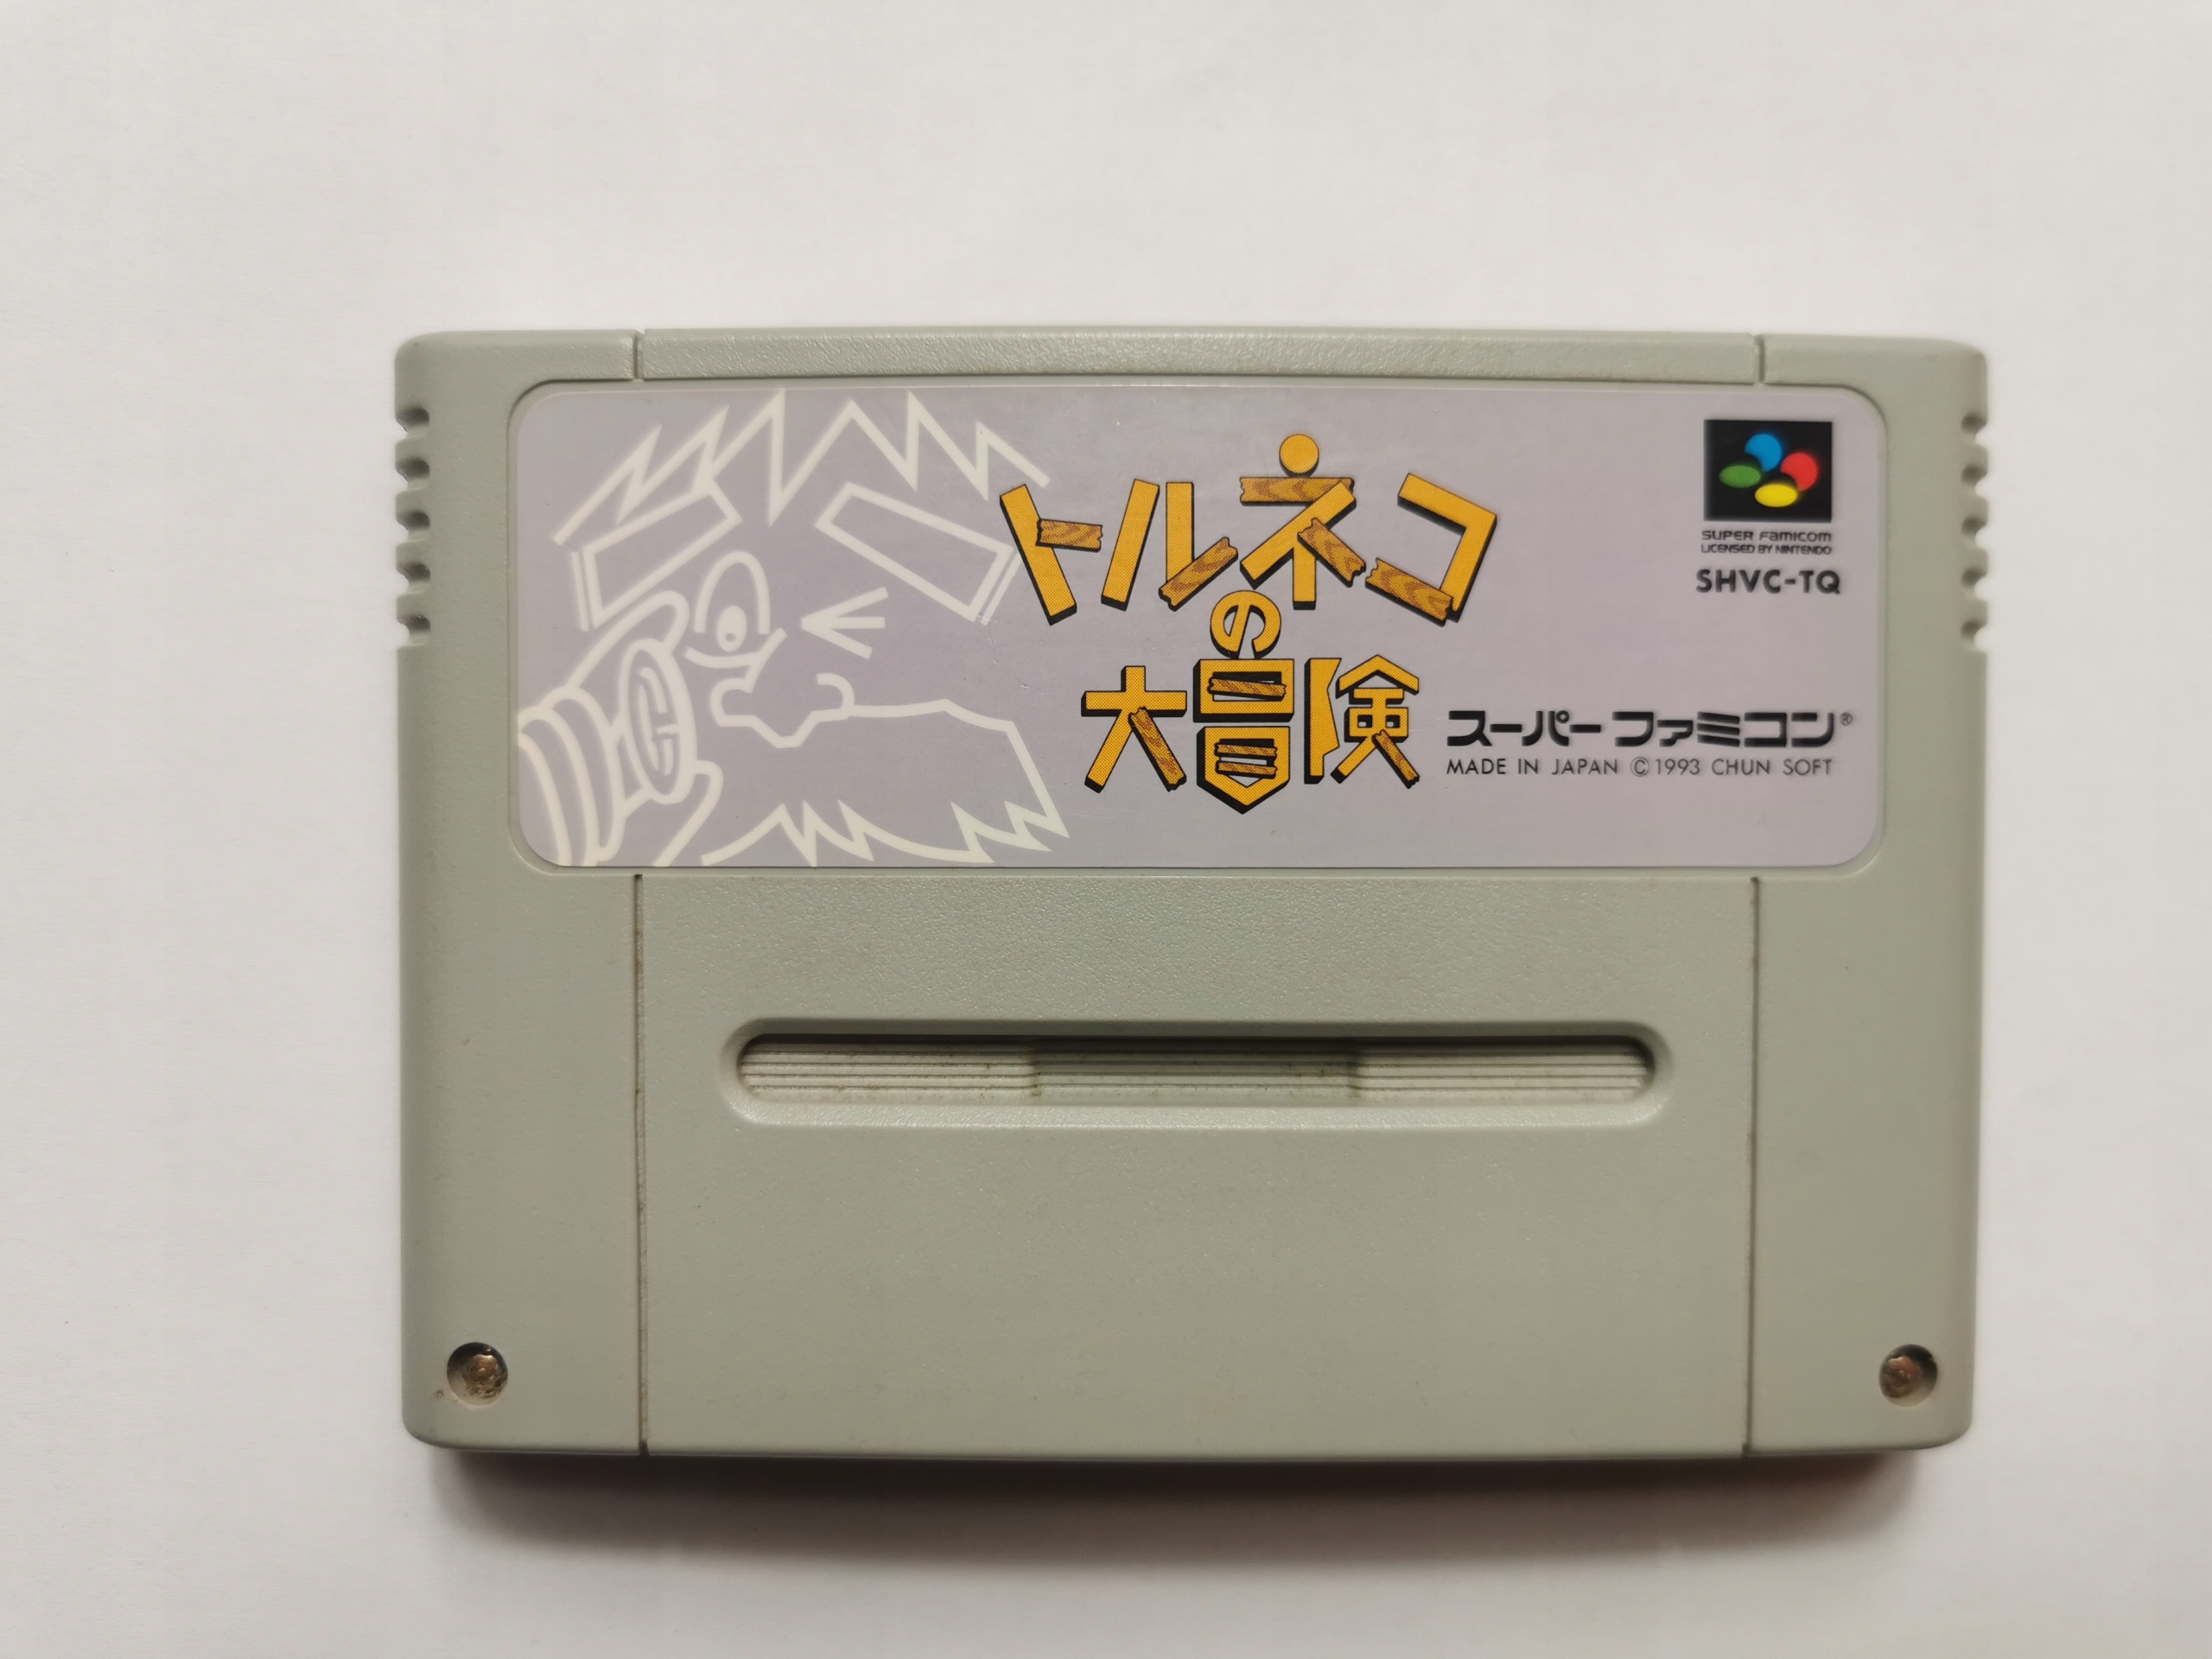 トルネコ
の
大冒険
SUPER FAMICOM
LICENSED BY NINTENDO
SHVC-TQ
スーパーファミコン®
MADE IN JAPAN ©1993 CHUN SOFT